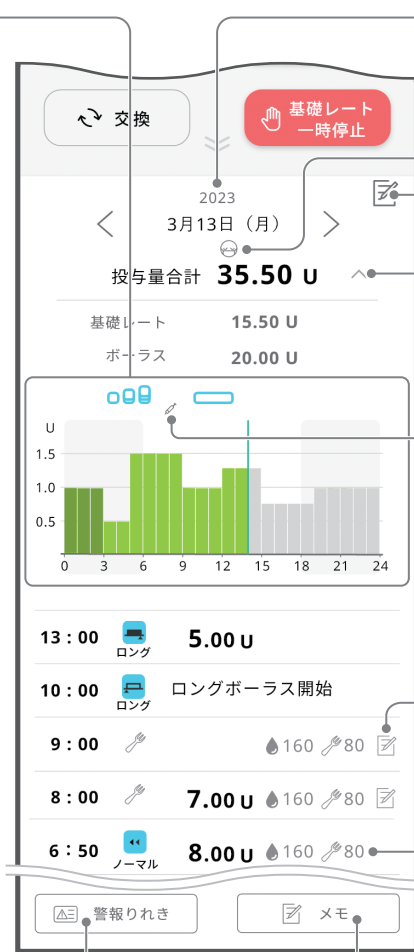 交換
基礎レート
一時停止
2023
3月13日（月）
投与量合計 35.50 U
基礎レート 15.50 U
ボーラス 20.00 U
U
1.5
1.0
0.5
0 3 6 9 12 15 18 21 24
13：00 ロング 5.00 U
10：00 ロング ロングボーラス開始
9：00 160 80
8：00 7.00 U 160 80
6：50 ノーマル 8.00 U 160 80
警報りれき
メモ